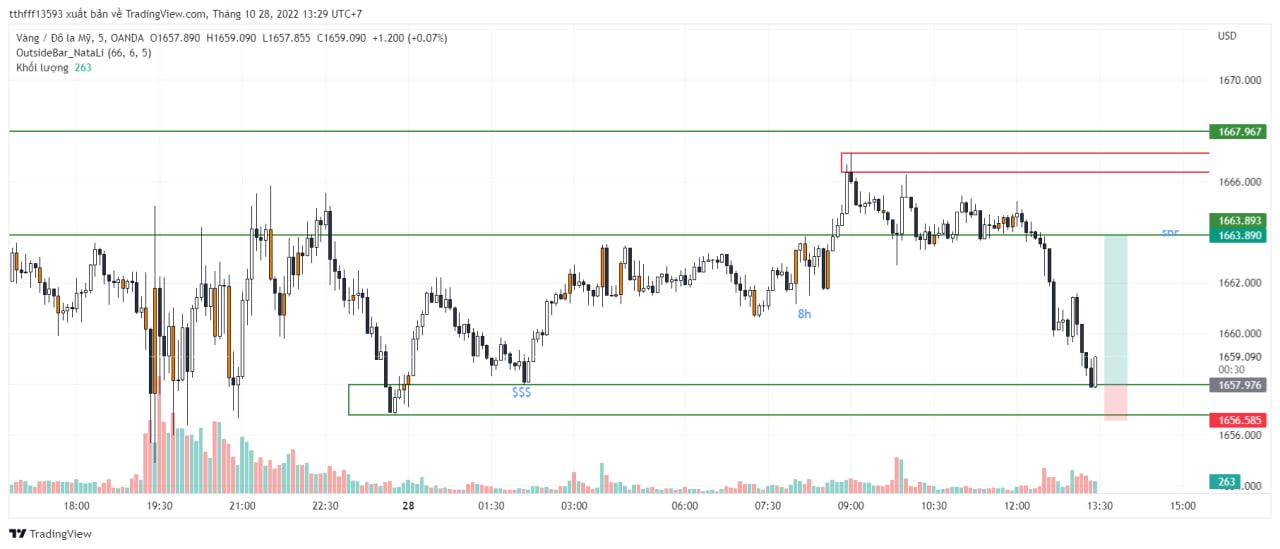 tthfff13593 xuất bản về TradingView.com, Tháng 10 28, 2022 13:29 UTC+7
Vàng / Đô la Mỹ, 5, OANDA O1657.890 H1659.090 L1657.855 C1659.090 +1.200 (+0.07%)
USD
OutsideBar_NataLi (66, 6, 5)
Khối lượng 263
1670.000
1667.967
1666.000
1663.893
1663.890
1662.000
8h
1660.000
1659.090
00:30
1657.976
$$$
1656.585
1656.000
263
18:00 19:30 21:00 22:30 28 01:30 03:00 06:00 07:30 09:00 10:30 12:00 13:30 15:00
TradingView